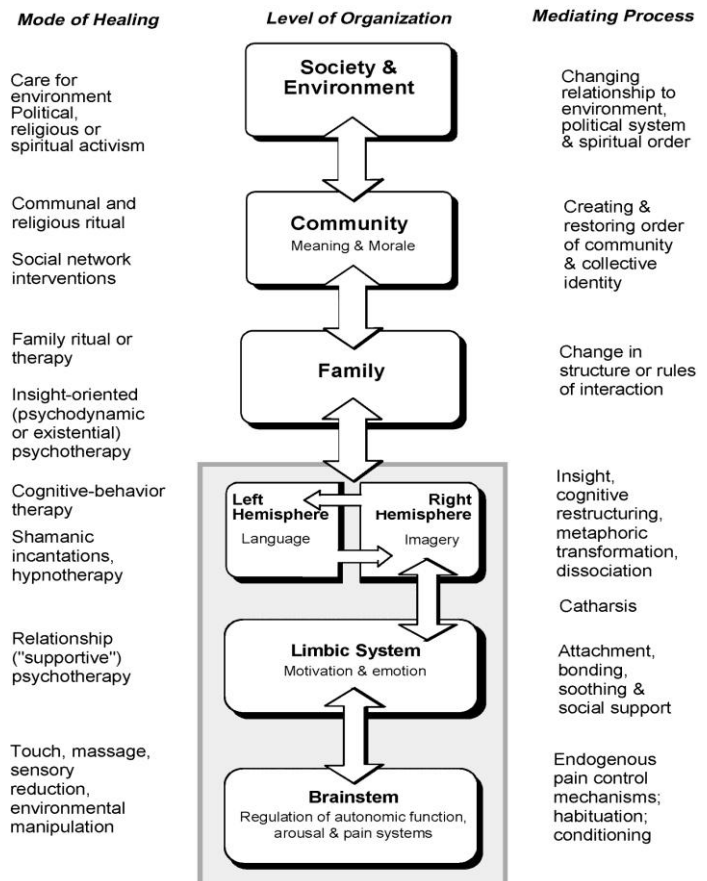 Mode of Healing
Level of Organization
Mediating Process
Care for
environment
Political,
religious or
spiritual activism
Society &
Environment
Changing
relationship to
environment,
political system
& spiritual order
Communal and
religious ritual
Social network
interventions
Community
Meaning & Morale
Creating &
restoring order
of community
& collective
identity
Family ritual or
therapy
Insight-oriented
(psychodynamic
or existential)
psychotherapy
Family
Change in
structure or rules
of interaction
Cognitive-behavior
therapy
Shamanic
incantations,
hypnotherapy
Left
Hemisphere
Language
Right
Hemisphere
Imagery
Insight,
cognitive
restructuring,
metaphoric
transformation,
dissociation
Catharsis
Relationship
("supportive")
psychotherapy
Limbic System
Motivation & emotion
Attachment,
bonding,
soothing &
social support
Touch, massage,
sensory
reduction,
environmental
manipulation
Brainstem
Regulation of autonomic function,
arousal & pain systems
Endogenous
pain control
mechanisms;
habituation;
conditioning